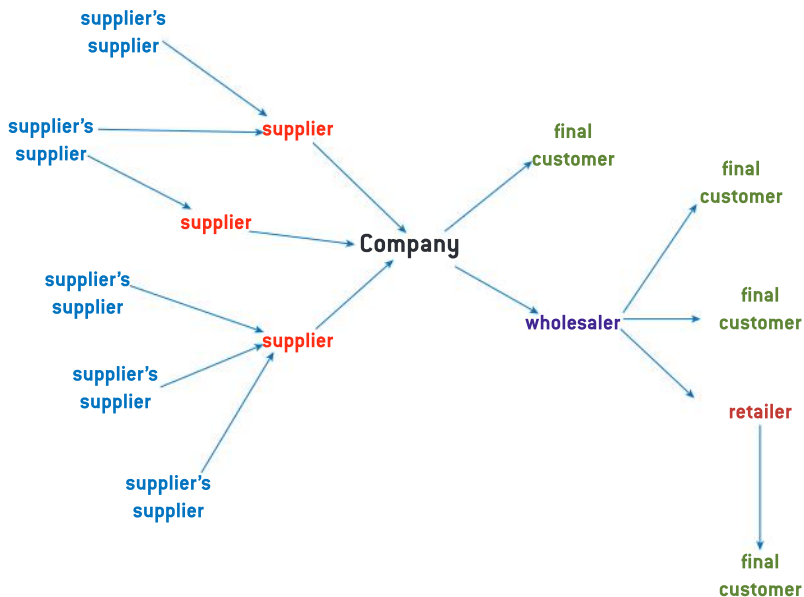 supplier's
supplier
supplier's
supplier
supplier
supplier
supplier's
supplier
supplier
supplier's
supplier
supplier's
supplier
Company
final
customer
final
customer
final
customer
wholesaler
retailer
final
customer